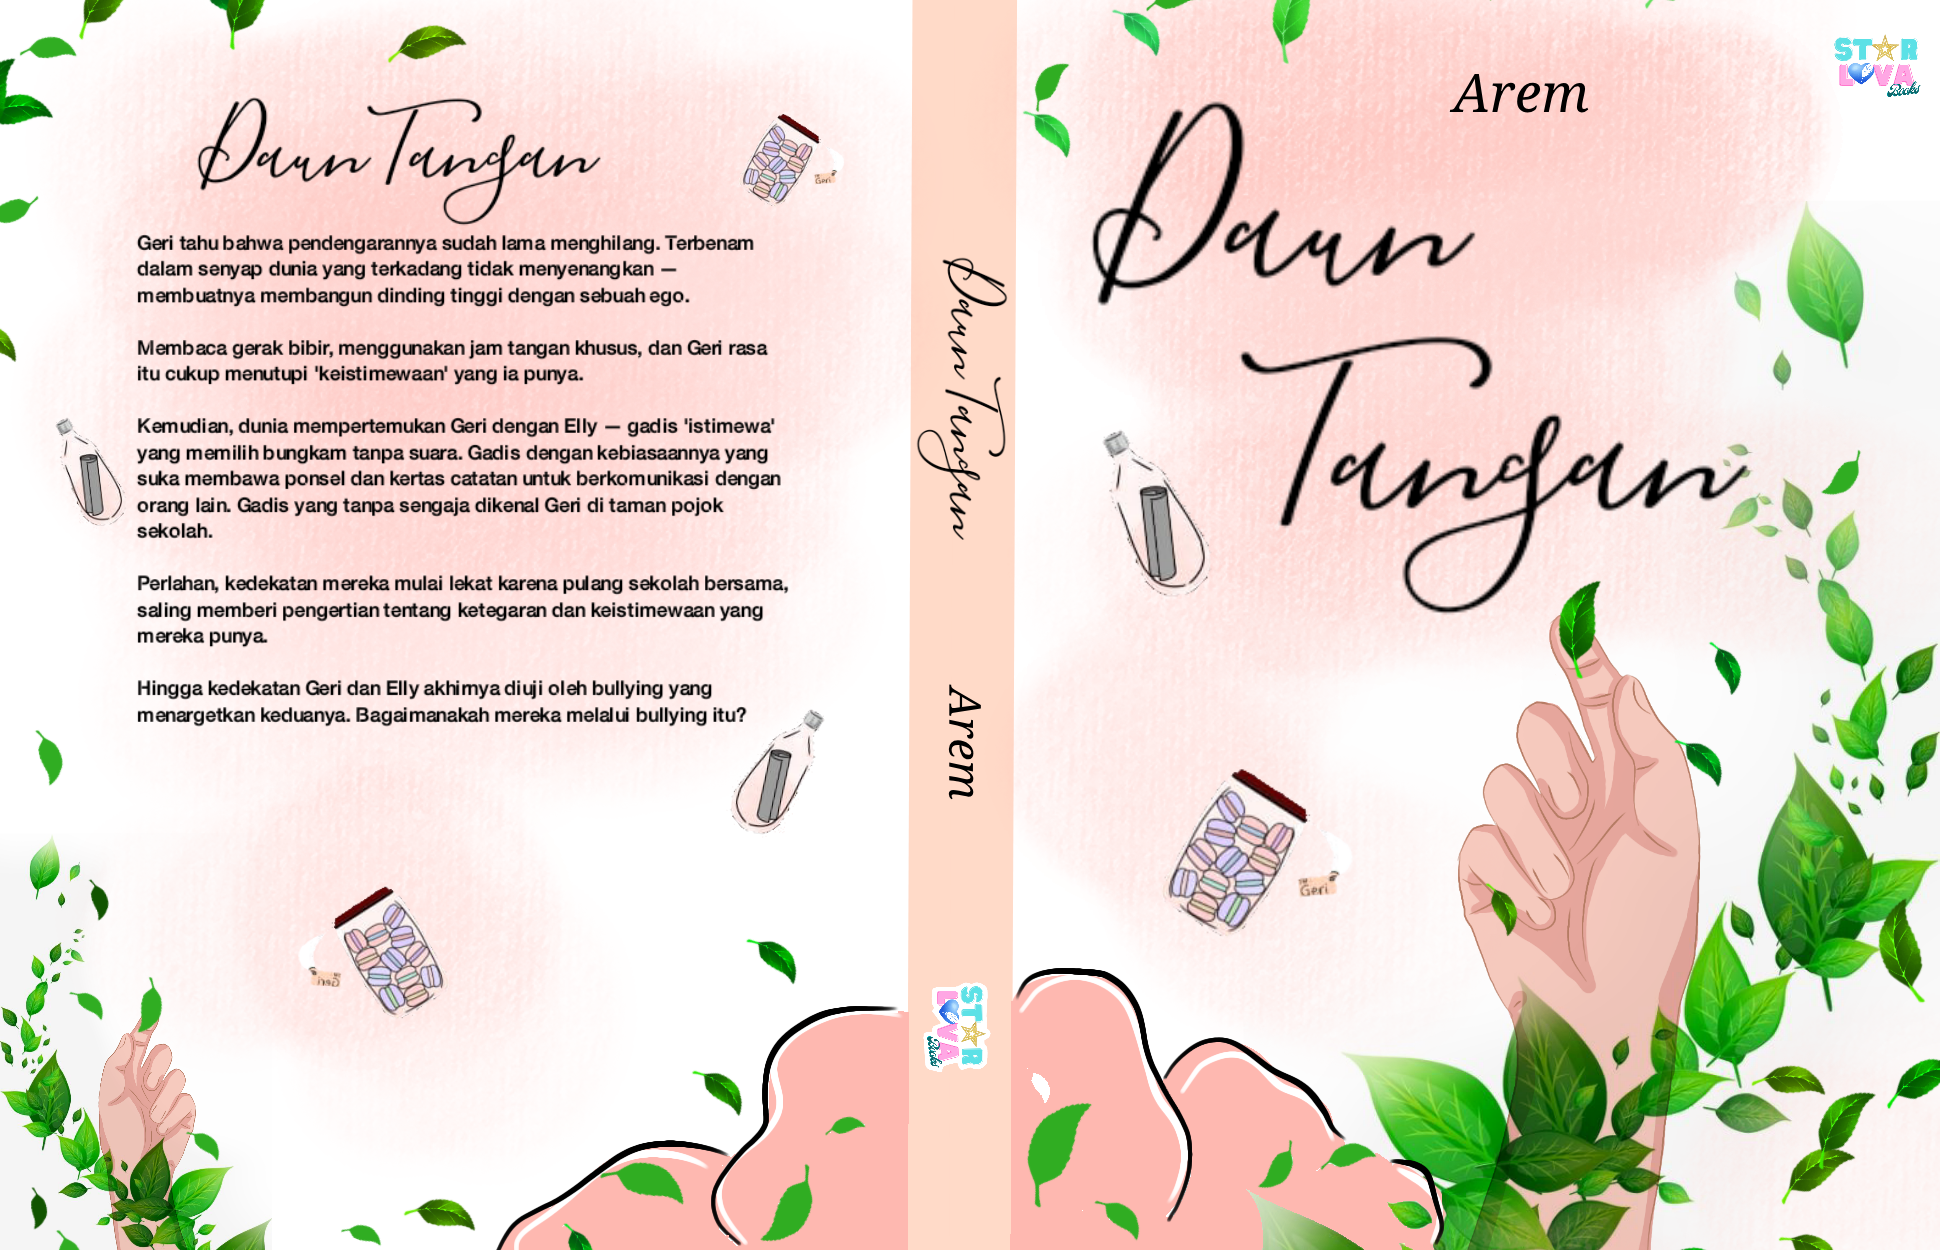 Daun Tangan
Geri tahu bahwa pendengarannya sudah lama menghilang. Terbenam
dalam senyap dunia yang terkadang tidak menyenangkan —
membuatnya membangun dinding tinggi dengan sebuah ego.
Membaca gerak bibir, menggunakan jam tangan khusus, dan Geri rasa
itu cukup menutupi 'keistimewaan' yang ia punya.
Kemudian, dunia mempertemukan Geri dengan Elly — gadis 'istimewa'
yang memilih bungkam tanpa suara. Gadis dengan kebiasaannya yang
suka membawa ponsel dan kertas catatan untuk berkomunikasi dengan
orang lain. Gadis yang tanpa sengaja dikenal Geri di taman pojok
sekolah.
Perlahan, kedekatan mereka mulai lekat karena pulang sekolah bersama,
saling memberi pengertian tentang ketegaran dan keistimewaan yang
mereka punya.
Hingga kedekatan Geri dan Elly akhirnya diuji oleh bullying yang
menargetkan keduanya. Bagaimanakah mereka melalui bullying itu?
Geri
Geri
Daun Tangan
Arem
STAR
LOVA
Books
Arem
STAR
LOVA
Books
Daun
Tangan
Geri